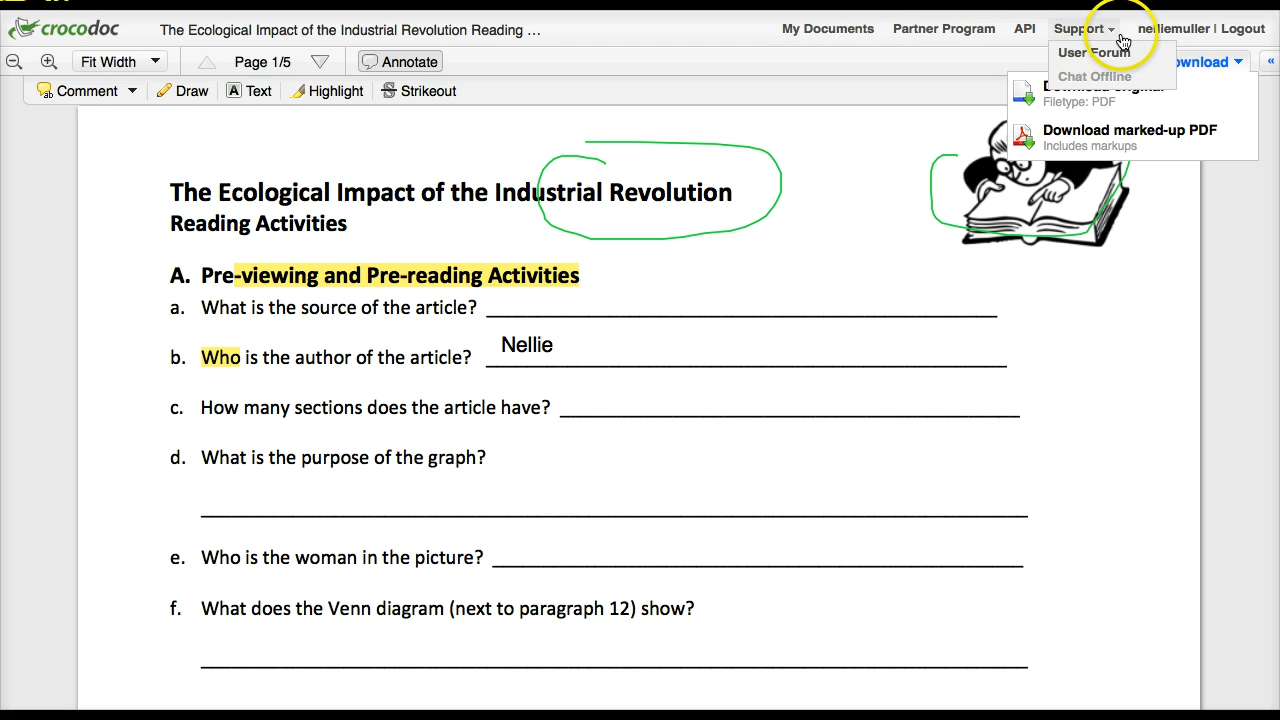 crocodoc
The Ecological Impact of the Industrial Revolution Reading ...
My Documents Partner Program API Support nelliemuller | Logout
Fit Width Page 1/5 Annotate User Forum
Chat Offline
Comment Draw Text Highlight Strikeout
Filetype: PDF
Download marked-up PDF
Includes markups
The Ecological Impact of the Industrial Revolution
Reading Activities
A. Pre-viewing and Pre-reading Activities
a. What is the source of the article?
Nellie
b. Who is the author of the article?
c. How many sections does the article have?
d. What is the purpose of the graph?
e. Who is the woman in the picture?
f. What does the Venn diagram (next to paragraph 12) show?